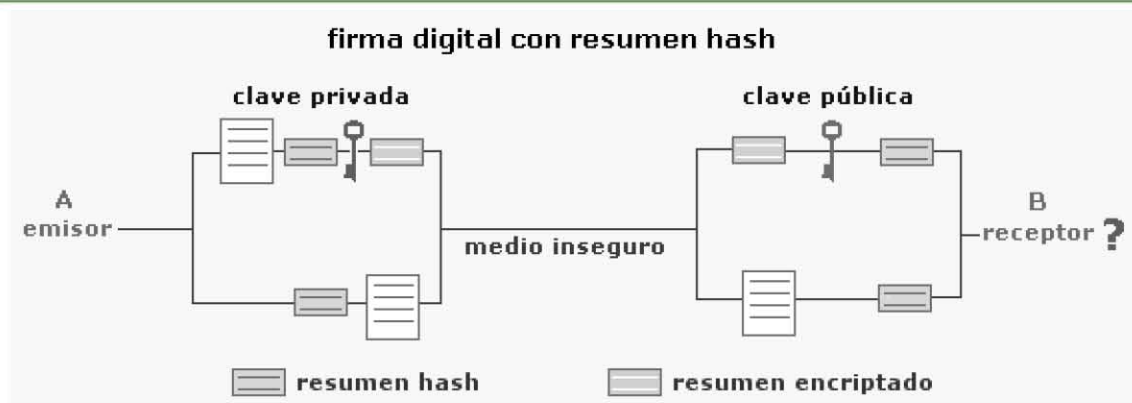 firma digital con resumen hash
clave privada
clave pública
A
emisor
medio inseguro
B
receptor ?
resumen hash
resumen encriptado